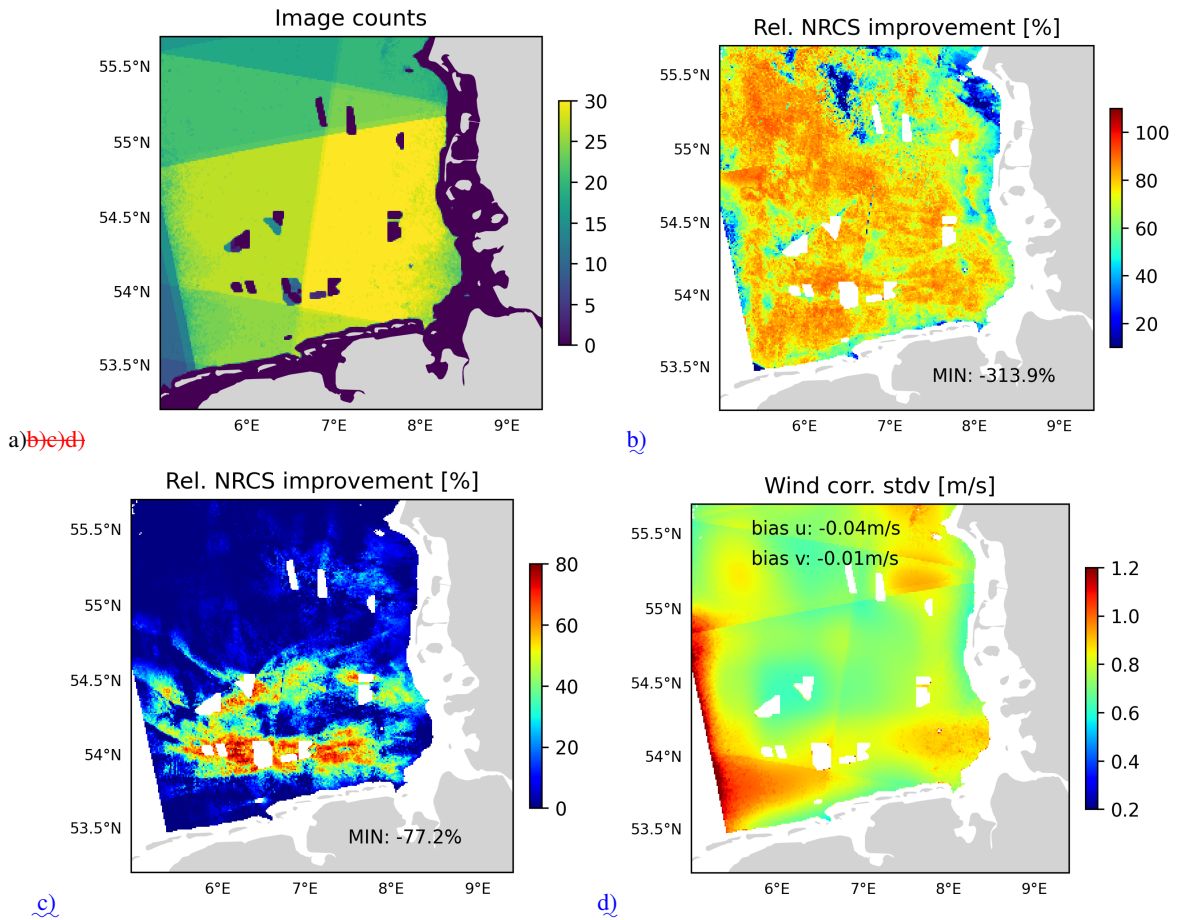 Image counts
55.5°N
55°N
54.5°N
54°N
53.5°N
6°E 7°E 8°E 9°E
30
25
20
15
10
5
0
a)b)c)d)
Rel. NRCS improvement [%]
55.5°N
55°N
54.5°N
54°N
53.5°N
MIN: -313.9%
6°E 7°E 8°E 9°E
100
80
60
40
20
b)
Rel. NRCS improvement [%]
55.5°N
55°N
54.5°N
54°N
53.5°N
MIN: -77.2%
6°E 7°E 8°E 9°E
80
60
40
20
0
c)
Wind corr. stdv [m/s]
bias u: -0.04m/s
bias v: -0.01m/s
55.5°N
55°N
54.5°N
54°N
53.5°N
6°E 7°E 8°E 9°E
1.2
1.0
0.8
0.6
0.4
0.2
d)